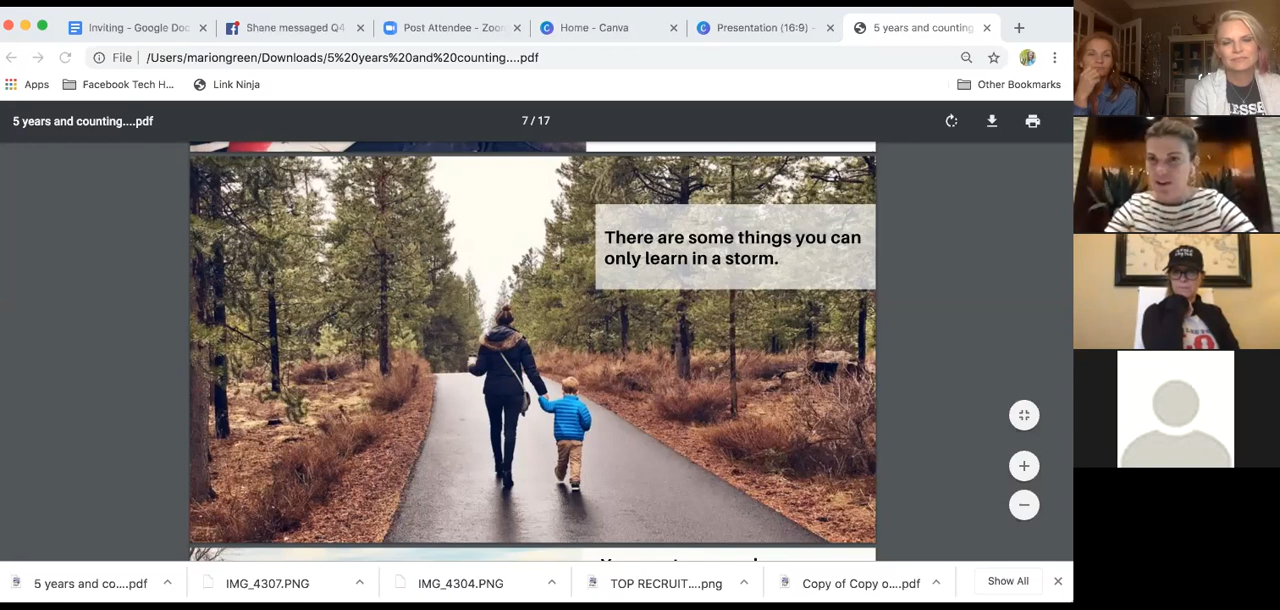 Inviting - Google Doc
Shane messaged Q4
Post Attendee - Zoon
Home - Canva
Presentation (16:9) -
5 years and counting
File
/Users/mariongreen/Downloads/5%20years%20and%20counting....pdf
Apps
Facebook Tech H...
Link Ninja
Other Bookmarks
5 years and counting....pdf
7 / 17
There are some things you can
only learn in a storm.
5 years and co....pdf
IMG_4307.PNG
IMG_4304.PNG
TOP RECRUIT....png
Copy of Copy o....pdf
Show All